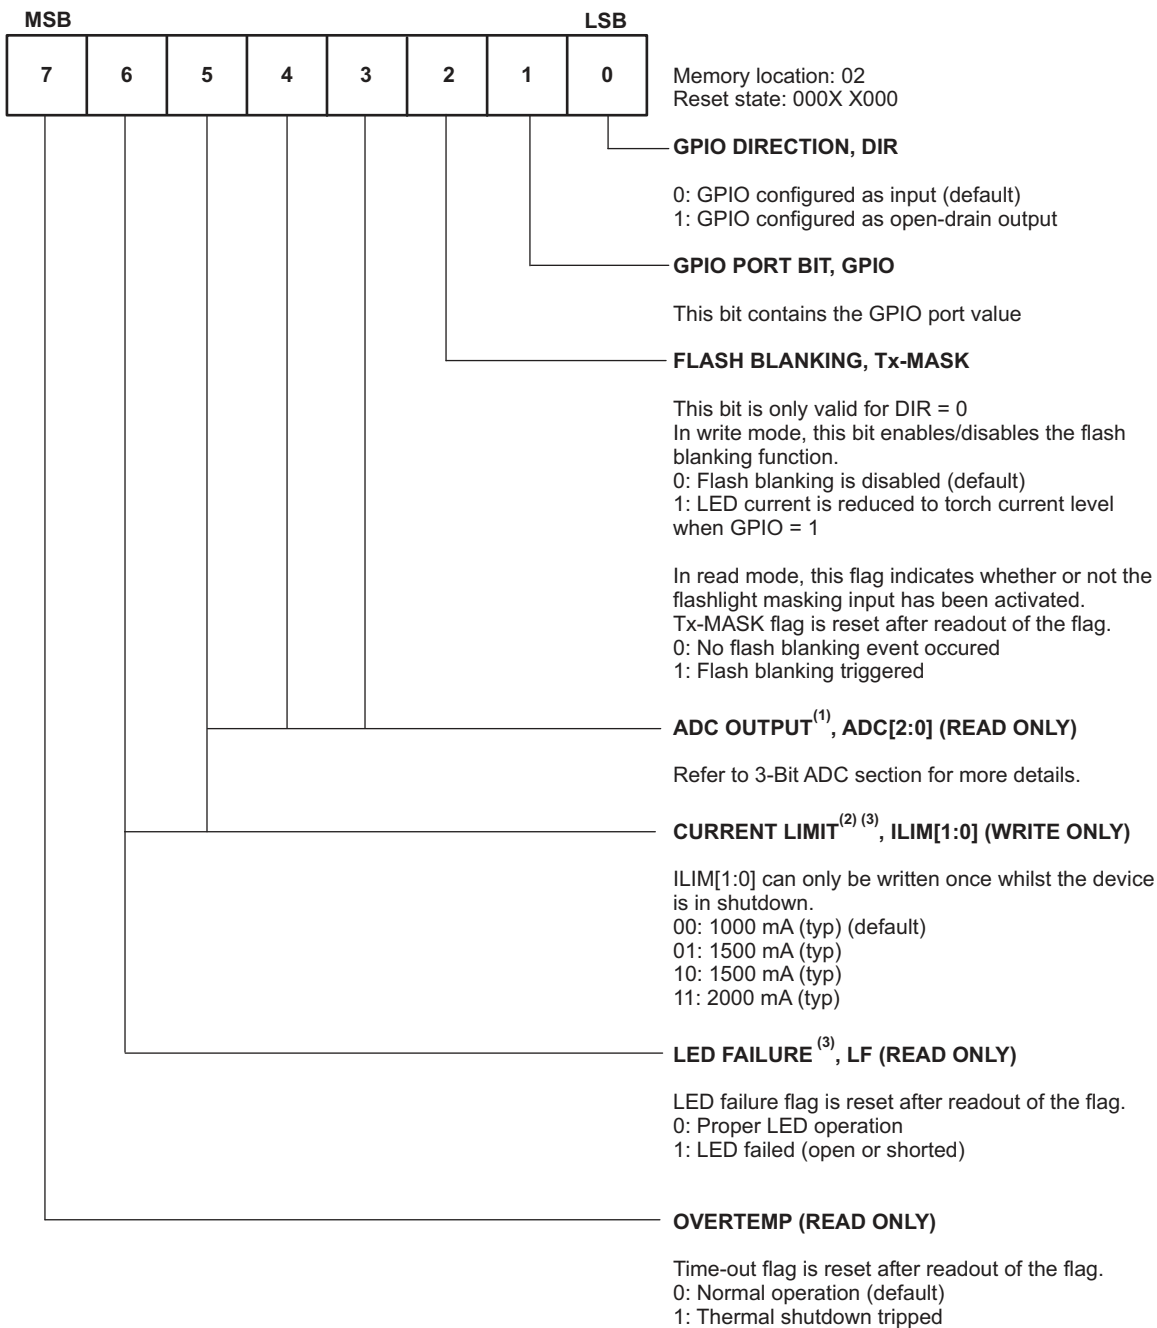 MSB LSB
7 6 5 4 3 2 1 0
Memory location: 02
Reset state: 000X X000
GPIO DIRECTION, DIR
0: GPIO configured as input (default)
1: GPIO configured as open-drain output
GPIO PORT BIT, GPIO
This bit contains the GPIO port value
FLASH BLANKING, Tx-MASK
This bit is only valid for DIR = 0
In write mode, this bit enables/disables the flash
blanking function.
0: Flash blanking is disabled (default)
1: LED current is reduced to torch current level
when GPIO = 1
In read mode, this flag indicates whether or not the
flashlight masking input has been activated.
Tx-MASK flag is reset after readout of the flag.
0: No flash blanking event occured
1: Flash blanking triggered
ADC OUTPUT(1), ADC[2:0] (READ ONLY)
Refer to 3-Bit ADC section for more details.
CURRENT LIMIT(2) (3), ILIM[1:0] (WRITE ONLY)
ILIM[1:0] can only be written once whilst the device
is in shutdown.
00: 1000 mA (typ) (default)
01: 1500 mA (typ)
10: 1500 mA (typ)
11: 2000 mA (typ)
LED FAILURE (3), LF (READ ONLY)
LED failure flag is reset after readout of the flag.
0: Proper LED operation
1: LED failed (open or shorted)
OVERTEMP (READ ONLY)
Time-out flag is reset after readout of the flag.
0: Normal operation (default)
1: Thermal shutdown tripped